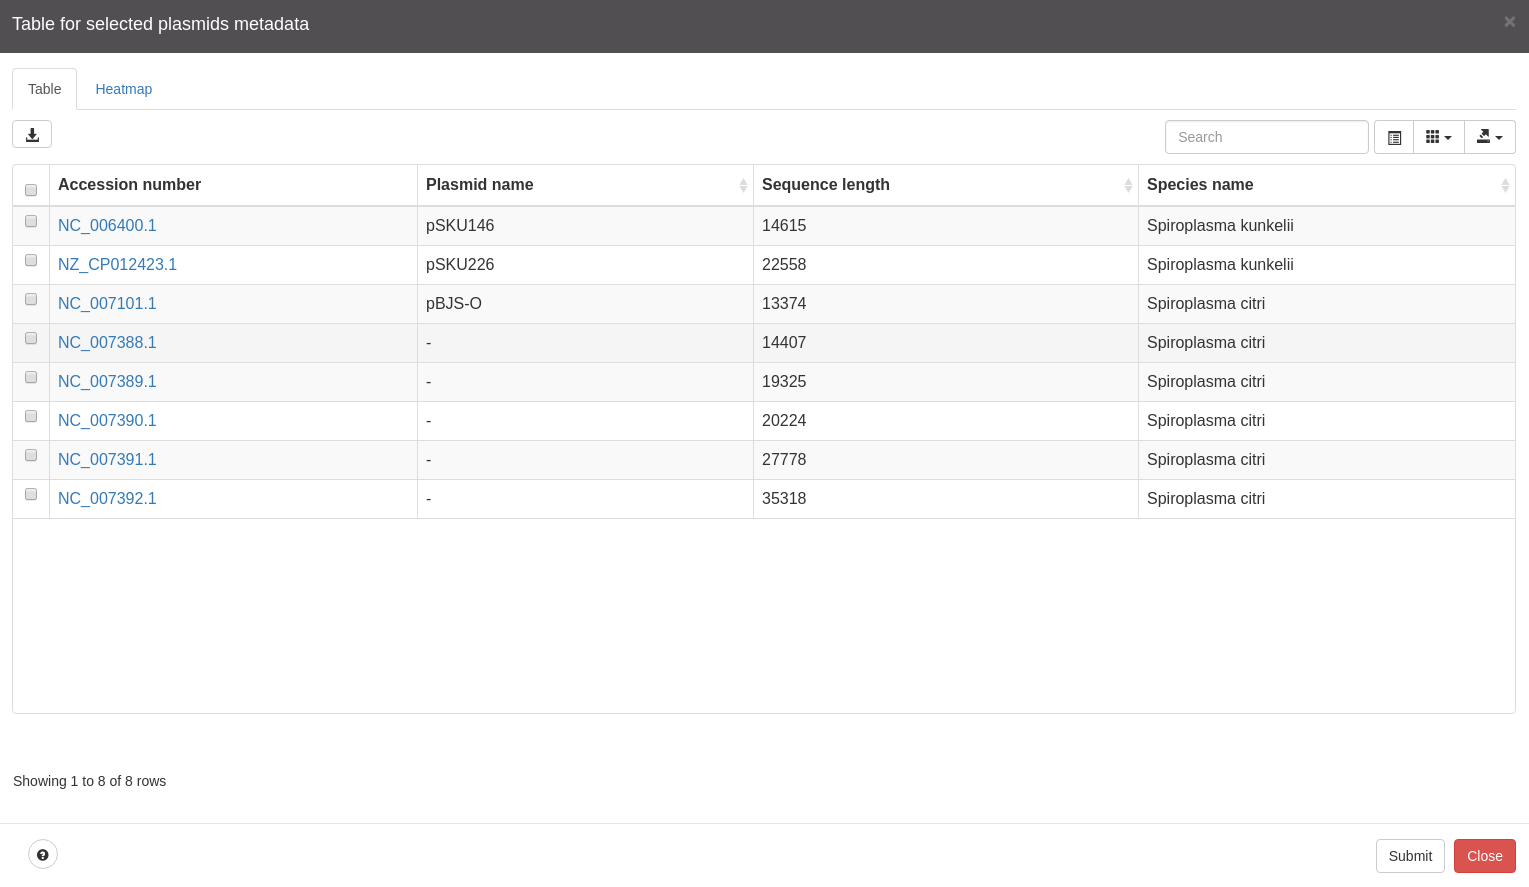 Table for selected plasmids metadata
×
Table Heatmap
Search
Accession number Plasmid name Sequence length Species name
NC_006400.1 pSKU146 14615 Spiroplasma kunkelii
NZ_CP012423.1 pSKU226 22558 Spiroplasma kunkelii
NC_007101.1 pBJS-O 13374 Spiroplasma citri
NC_007388.1 - 14407 Spiroplasma citri
NC_007389.1 - 19325 Spiroplasma citri
NC_007390.1 - 20224 Spiroplasma citri
NC_007391.1 - 27778 Spiroplasma citri
NC_007392.1 - 35318 Spiroplasma citri
Showing 1 to 8 of 8 rows
Submit Close